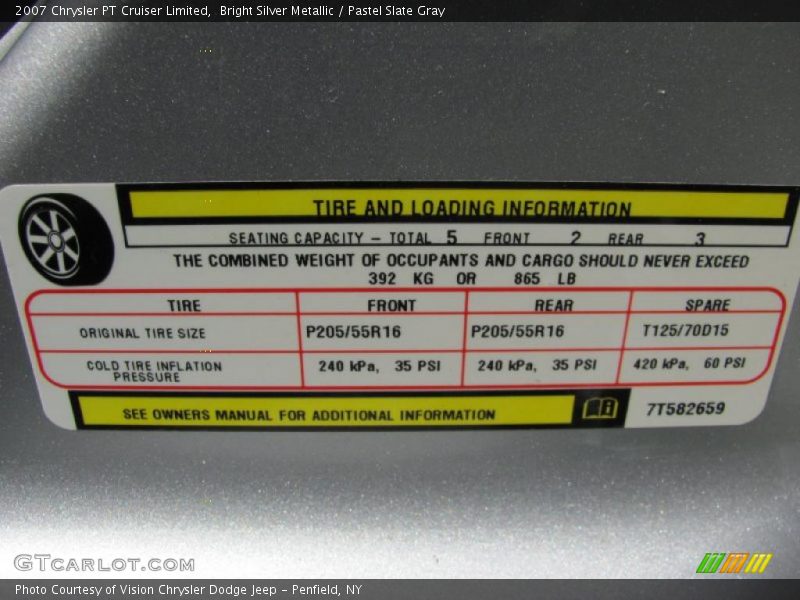 2007 Chrysler PT Cruiser Limited, Bright Silver Metallic / Pastel Slate Gray
TIRE AND LOADING INFORMATION
SEATING CAPACITY – TOTAL 5 FRONT 2 REAR 3
THE COMBINED WEIGHT OF OCCUPANTS AND CARGO SHOULD NEVER EXCEED
392 KG OR 865 LB
TIRE FRONT REAR SPARE
ORIGINAL TIRE SIZE P205/55R16 P205/55R16 T125/70D15
COLD TIRE INFLATION PRESSURE 240 kPa, 35 PSI 240 kPa, 35 PSI 420 kPa, 60 PSI
SEE OWNERS MANUAL FOR ADDITIONAL INFORMATION 7T582659
GTCARLOT.COM
Photo Courtesy of Vision Chrysler Dodge Jeep – Penfield, NY